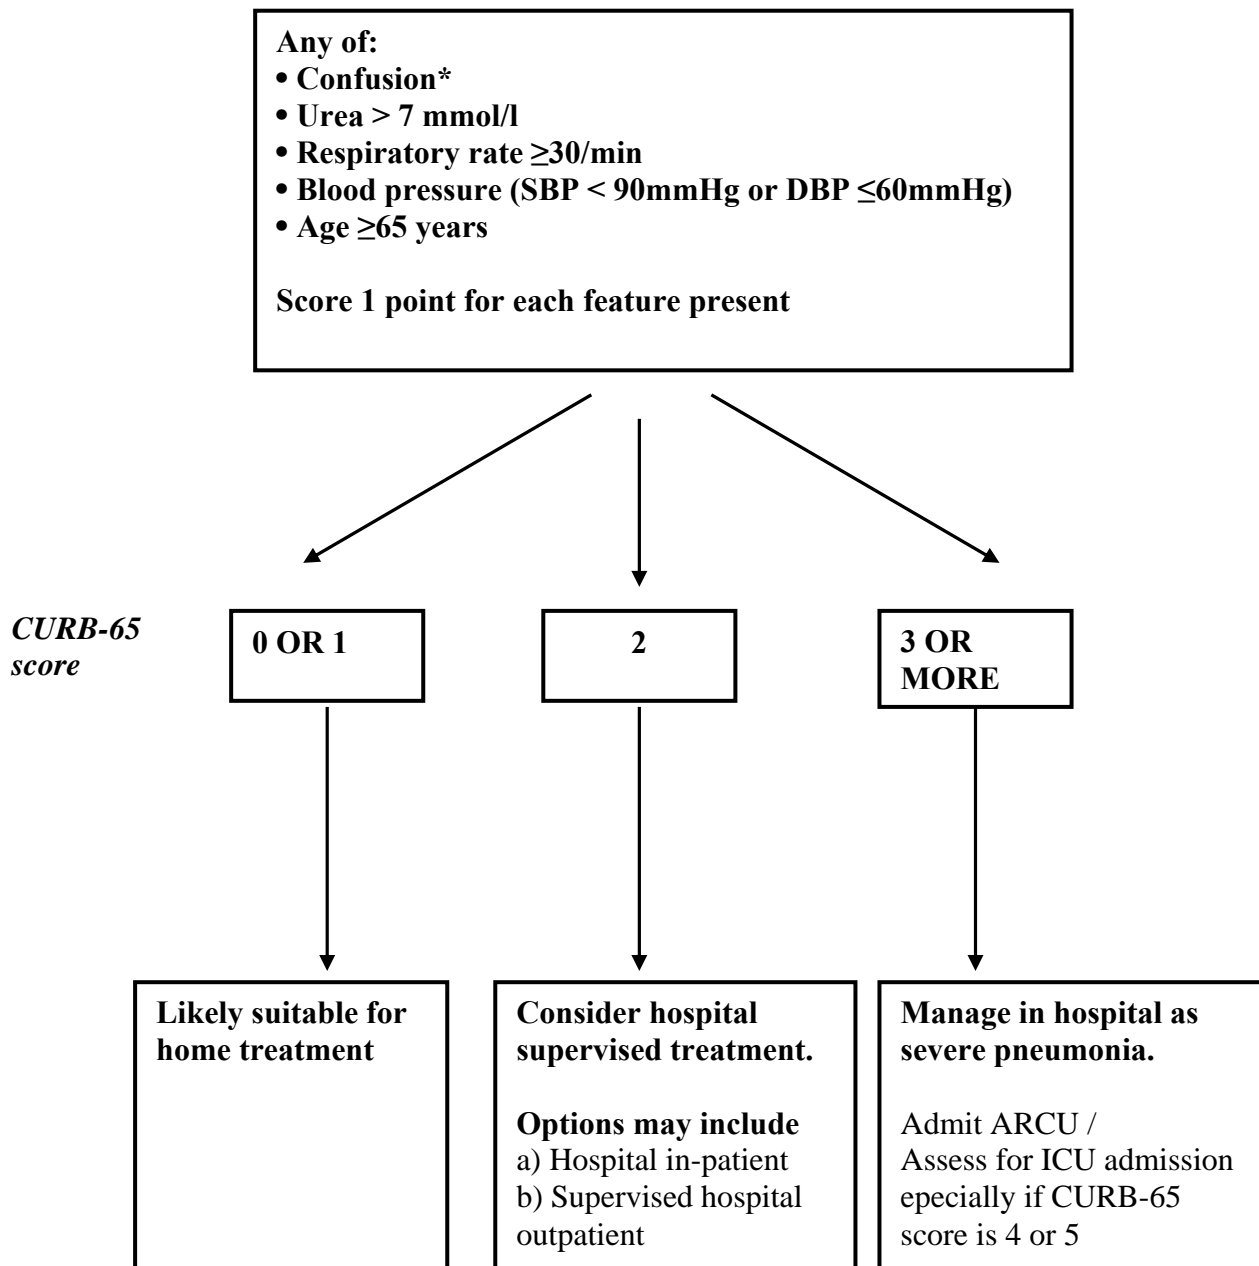 Any of:
• Confusion*
• Urea > 7 mmol/l
• Respiratory rate ≥30/min
• Blood pressure (SBP < 90mmHg or DBP ≤60mmHg)
• Age ≥65 years
Score 1 point for each feature present
CURB-65
score
0 OR 1
2
3 OR
MORE
Likely suitable for
home treatment
Consider hospital
supervised treatment.
Options may include
a) Hospital in-patient
b) Supervised hospital
outpatient
Manage in hospital as
severe pneumonia.
Admit ARCU /
Assess for ICU admission
epecially if CURB-65
score is 4 or 5